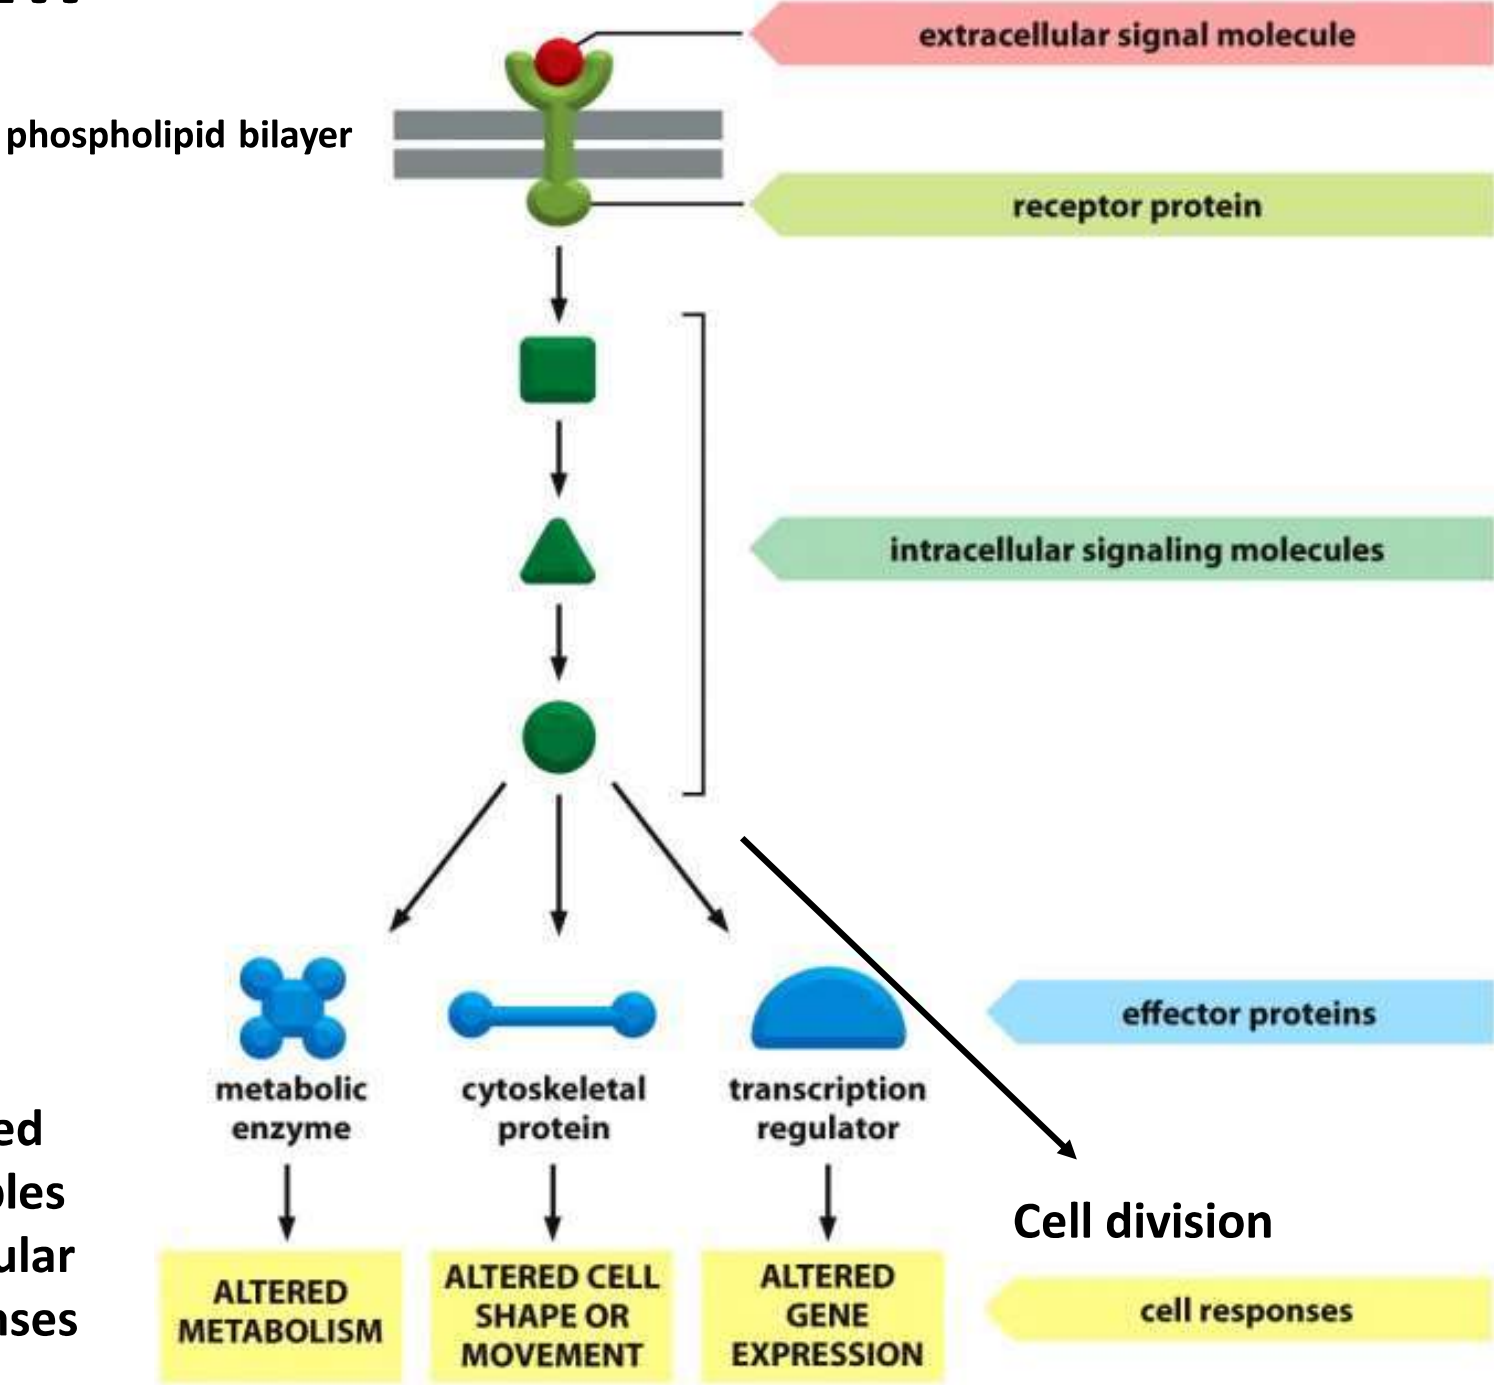 extracellular signal molecule
phospholipid bilayer
receptor protein
intracellular signaling molecules
effector proteins
metabolic
enzyme
cytoskeletal
protein
transcription
regulator
Cell division
ALTERED
METABOLISM
ALTERED CELL
SHAPE OR
MOVEMENT
ALTERED
GENE
EXPRESSION
cell responses